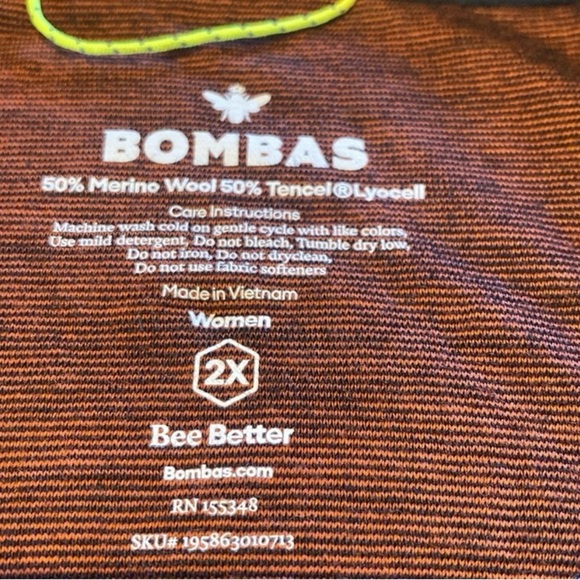 BOMBAS
50% Merino Wool 50% Tencel®Lyocell
Care Instructions
Machine wash cold on gentle cycle with like colors,
Use mild detergent, Do not bleach, Tumble dry low,
Do not iron, Do not dryclean,
Do not use fabric softeners
Made in Vietnam
Women
2X
Bee Better
Bombas.com
RN 155348
SKU# 195863010713